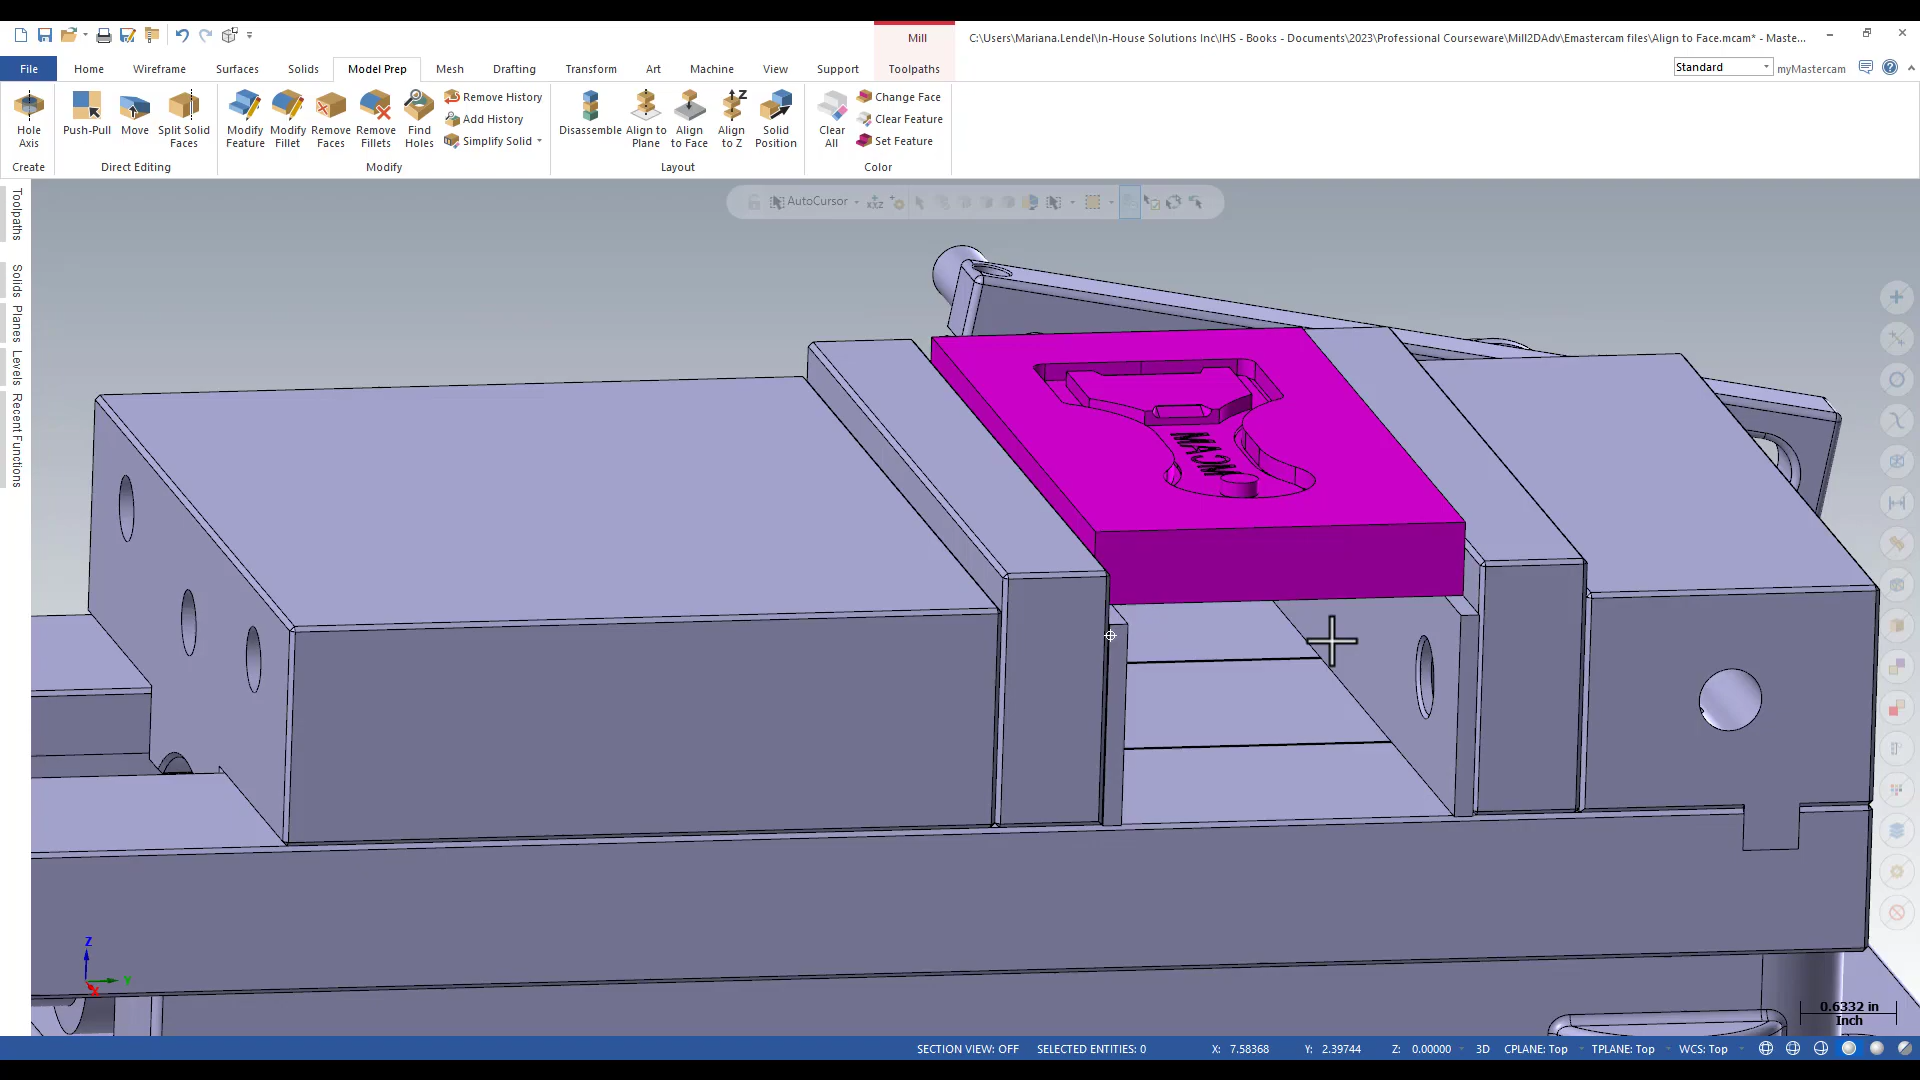 Mill
C:\Users\Mariana.Lendel\In-House Solutions Inc\IHS - Books - Documents\2023\Professional Courseware\Mill2DAdv\Emastercam files\Align to Face.mcam* - Maste...
File
Home
Wireframe
Surfaces
Solids
Model Prep
Mesh
Drafting
Transform
Art
Machine
View
Support
Toolpaths
Standard
myMastercam
Hole
Axis
Push-Pull
Move
Split Solid
Faces
Modify
Feature
Modify
Fillet
Remove
Faces
Remove
Fillets
Find
Holes
Remove History
Add History
Simplify Solid
Disassemble
Align to
Plane
Align
to Face
Align
to Z
Solid
Position
Clear
All
Change Face
Clear Feature
Set Feature
Create
Direct Editing
Modify
Layout
Color
AutoCursor
Toolpaths
Solids
Planes
Levels
Recent Functions
MACM
Z
Y
X
0.6332 in
Inch
SECTION VIEW: OFF
SELECTED ENTITIES: 0
X: 7.58368
Y: 2.39744
Z: 0.00000
3D
CPLANE: Top
TPLANE: Top
WCS: Top